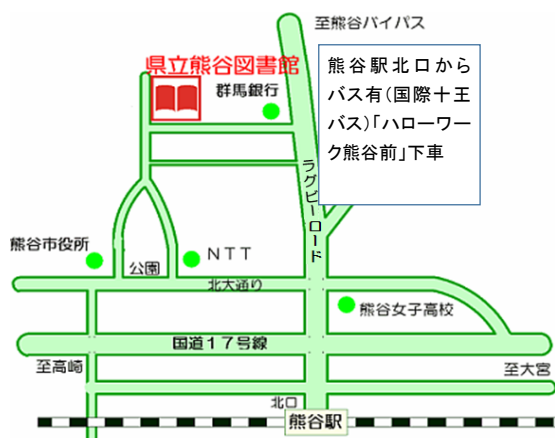 至熊谷バイパス
県立熊谷図書館
群馬銀行
熊谷駅北口から
バス有(国際十王
バス)「ハローワー
ク熊谷前」下車
ラグビーロード
熊谷市役所
公園
NTT
北大通り
熊谷女子高校
国道17号線
至高崎
至大宮
北口
熊谷駅